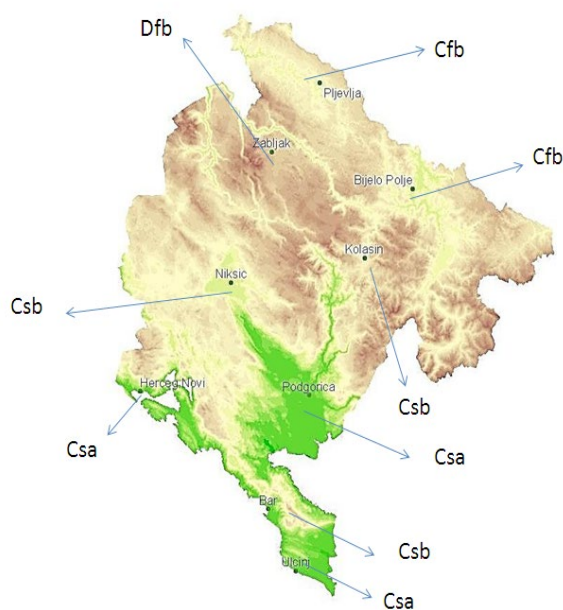 Dfb
Cfb
Pljevlja
Zabljak
Cfb
Bijelo Polje
Kolasin
Niksic
Csb
Herceg Novi
Podgorica
Csb
Csa
Csa
Bar
Csb
Ulcinj
Csa